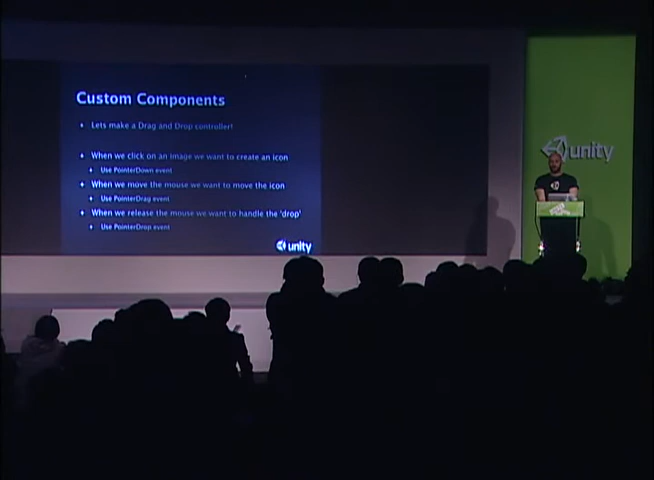 Custom Components
Lets make a Drag and Drop controller!
When we click on an image we want to create an icon
Use PointerDown event
When we move the mouse we want to move the icon
Use PointerDrag event
When we release the mouse we want to handle the 'drop'
Use PointerDrop event
unity
unity